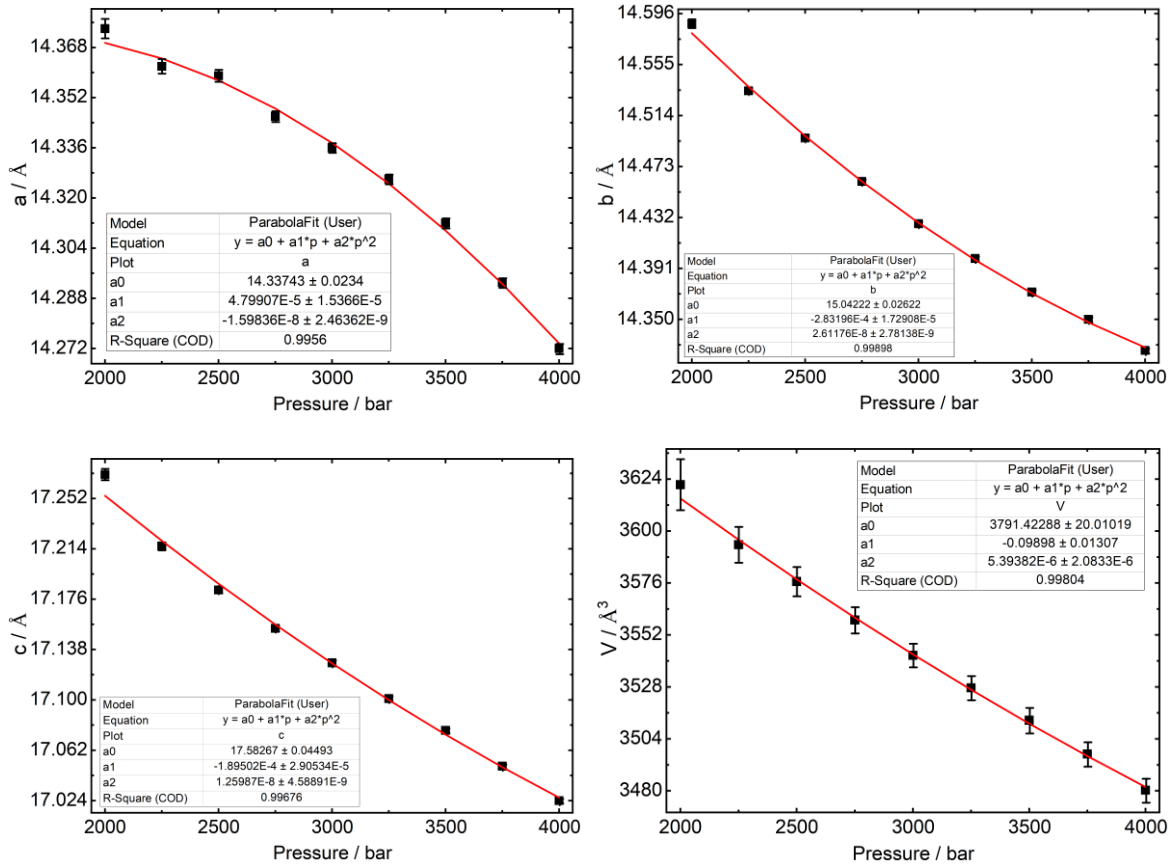 a / Å
14.368
14.352
14.336
14.320
14.304
14.288
14.272
Model ParabolaFit (User)
Equation y = a0 + a1*p + a2*p^2
Plot a
a0 14.33743 ± 0.0234
a1 4.79907E-5 ± 1.5366E-5
a2 -1.59836E-8 ± 2.46362E-9
R-Square (COD) 0.9956
2000 2500 3000 3500 4000
Pressure / bar
b / Å
14.596
14.555
14.514
14.473
14.432
14.391
14.350
Model ParabolaFit (User)
Equation y = a0 + a1*p + a2*p^2
Plot b
a0 15.04222 ± 0.02622
a1 -2.83196E-4 ± 1.72908E-5
a2 2.61176E-8 ± 2.78138E-9
R-Square (COD) 0.99898
2000 2500 3000 3500 4000
Pressure / bar
c / Å
17.252
17.214
17.176
17.138
17.100
17.062
17.024
Model ParabolaFit (User)
Equation y = a0 + a1*p + a2*p^2
Plot c
a0 17.58267 ± 0.04493
a1 -1.89502E-4 ± 2.90534E-5
a2 1.25987E-8 ± 4.58891E-9
R-Square (COD) 0.99676
2000 2500 3000 3500 4000
Pressure / bar
V / Å³
3624
3600
3576
3552
3528
3504
3480
Model ParabolaFit (User)
Equation y = a0 + a1*p + a2*p^2
Plot V
a0 3791.42288 ± 20.01019
a1 -0.09898 ± 0.01307
a2 5.39382E-6 ± 2.0833E-6
R-Square (COD) 0.99804
2000 2500 3000 3500 4000
Pressure / bar